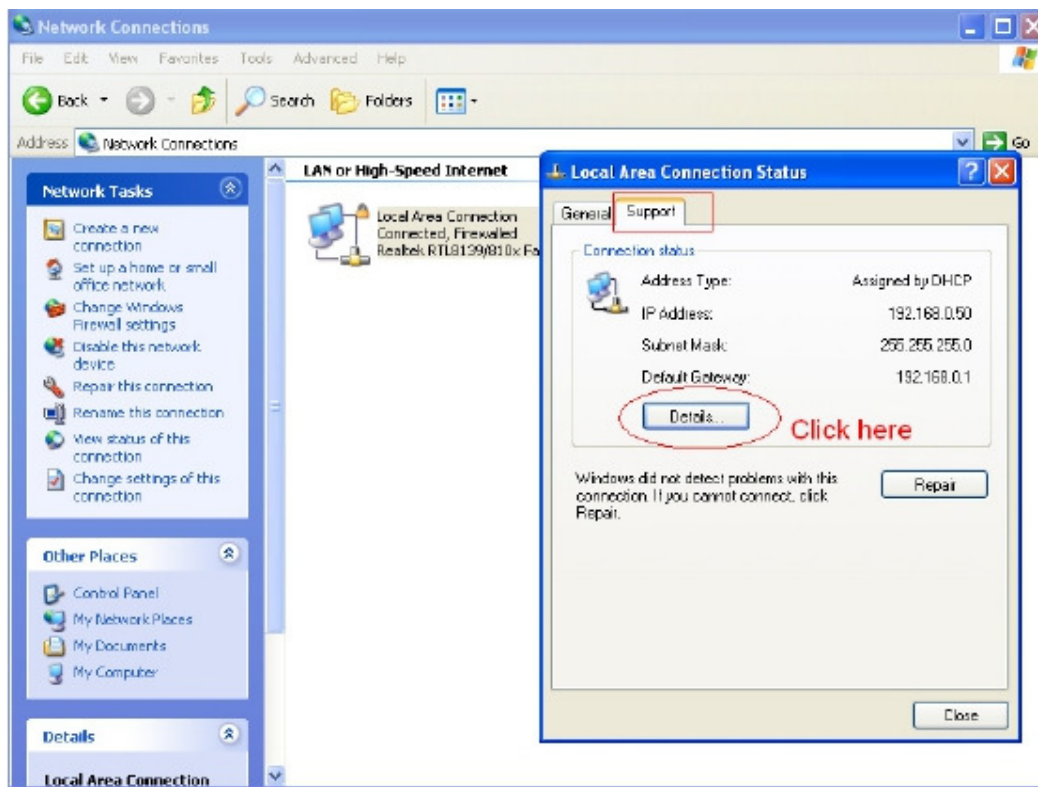 Network Connections
File Edit View Favorites Tools Advanced Help
Back Search Folders
Address Network Connections Go
Network Tasks
Create a new
connection
Set up a home or small
office network
Change Windows
Firewall settings
Disable this network
device
Repair this connection
Rename this connection
View status of this
connection
Change settings of this
connection
Other Places
Control Panel
My Network Places
My Documents
My Computer
Details
Local Area Connection
LAN or High-Speed Internet
Local Area Connection
Connected, Firewalled
Realtek RTL8139/810x Fa
Local Area Connection Status
General Support
Connection status
Address Type: Assigned by DHCP
IP Address: 192.168.0.50
Subnet Mask: 255.255.255.0
Default Gateway: 192.168.0.1
Details...
Click here
Windows did not detect problems with this
connection. If you cannot connect, click
Repair.
Repair
Close